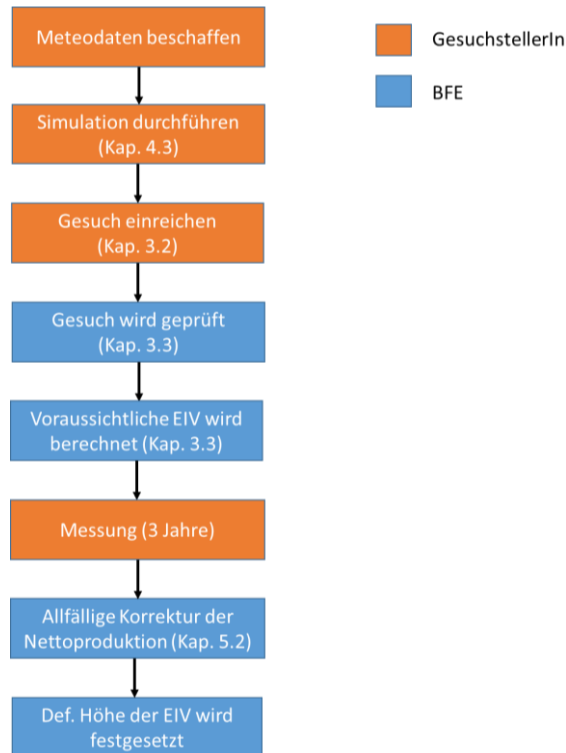 Meteodaten beschaffen
GesuchstellerIn
BFE
Simulation durchführen
(Kap. 4.3)
Gesuch einreichen
(Kap. 3.2)
Gesuch wird geprüft
(Kap. 3.3)
Voraussichtliche EIV wird
berechnet (Kap. 3.3)
Messung (3 Jahre)
Allfällige Korrektur der
Nettoproduktion (Kap. 5.2)
Def. Höhe der EIV wird
festgesetzt